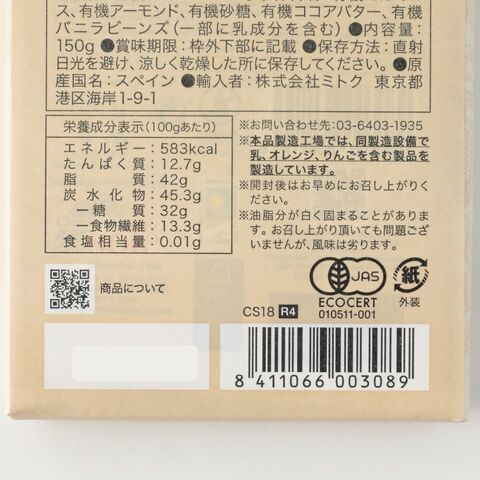 ス、有機アーモンド、有機砂糖、有機ココアバター、有機
バニラビーンズ(一部に乳成分を含む)●内容量:
150g●賞味期限:枠外下部に記載●保存方法:直射
日光を避け、涼しく乾燥した所に保存してください。●原
産国名:スペイン●輸入者:株式会社ミトク 東京都
港区海岸1-9-1
栄養成分表示(100gあたり)
エネルギー:583kcal
たんぱく質:12.7g
脂質:42g
炭水化物:45.3g
ー糖質:32g
ー食物繊維:13.3g
食塩相当量:0.01g
※お問い合わせ先:03-6403-1935
※本品製造工場では、同製造設備で
乳、オレンジ、りんごを含む製品を
製造しています。
※開封後はお早めにお召し上がりく
ださい。
※油脂分が白く固まることがありま
す。お召し上がり頂いても問題ござ
いませんが、風味は劣ります。
商品について
JAS
ECOCERT
010511-001
紙
外装
CS18 R4
8 411066 003089